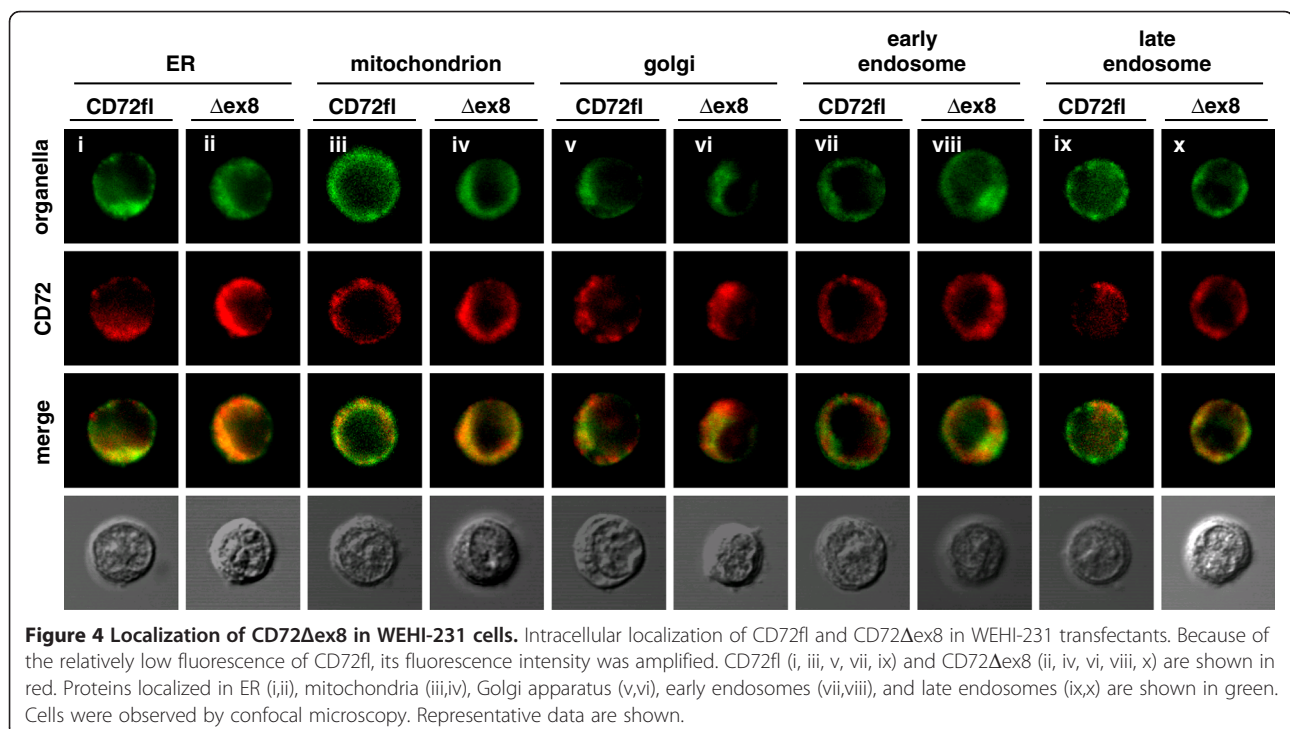 ER mitochondrion golgi early endosome late endosome
CD72fl Δex8 CD72fl Δex8 CD72fl Δex8 CD72fl Δex8 CD72fl Δex8
organella
i ii iii iv v vi vii viii ix x
CD72
merge
Figure 4 Localization of CD72Δex8 in WEHI-231 cells. Intracellular localization of CD72fl and CD72Δex8 in WEHI-231 transfectants. Because of
the relatively low fluorescence of CD72fl, its fluorescence intensity was amplified. CD72fl (i, iii, v, vii, ix) and CD72Δex8 (ii, iv, vi, viii, x) are shown in
red. Proteins localized in ER (i,ii), mitochondria (iii,iv), Golgi apparatus (v,vi), early endosomes (vii,viii), and late endosomes (ix,x) are shown in green.
Cells were observed by confocal microscopy. Representative data are shown.